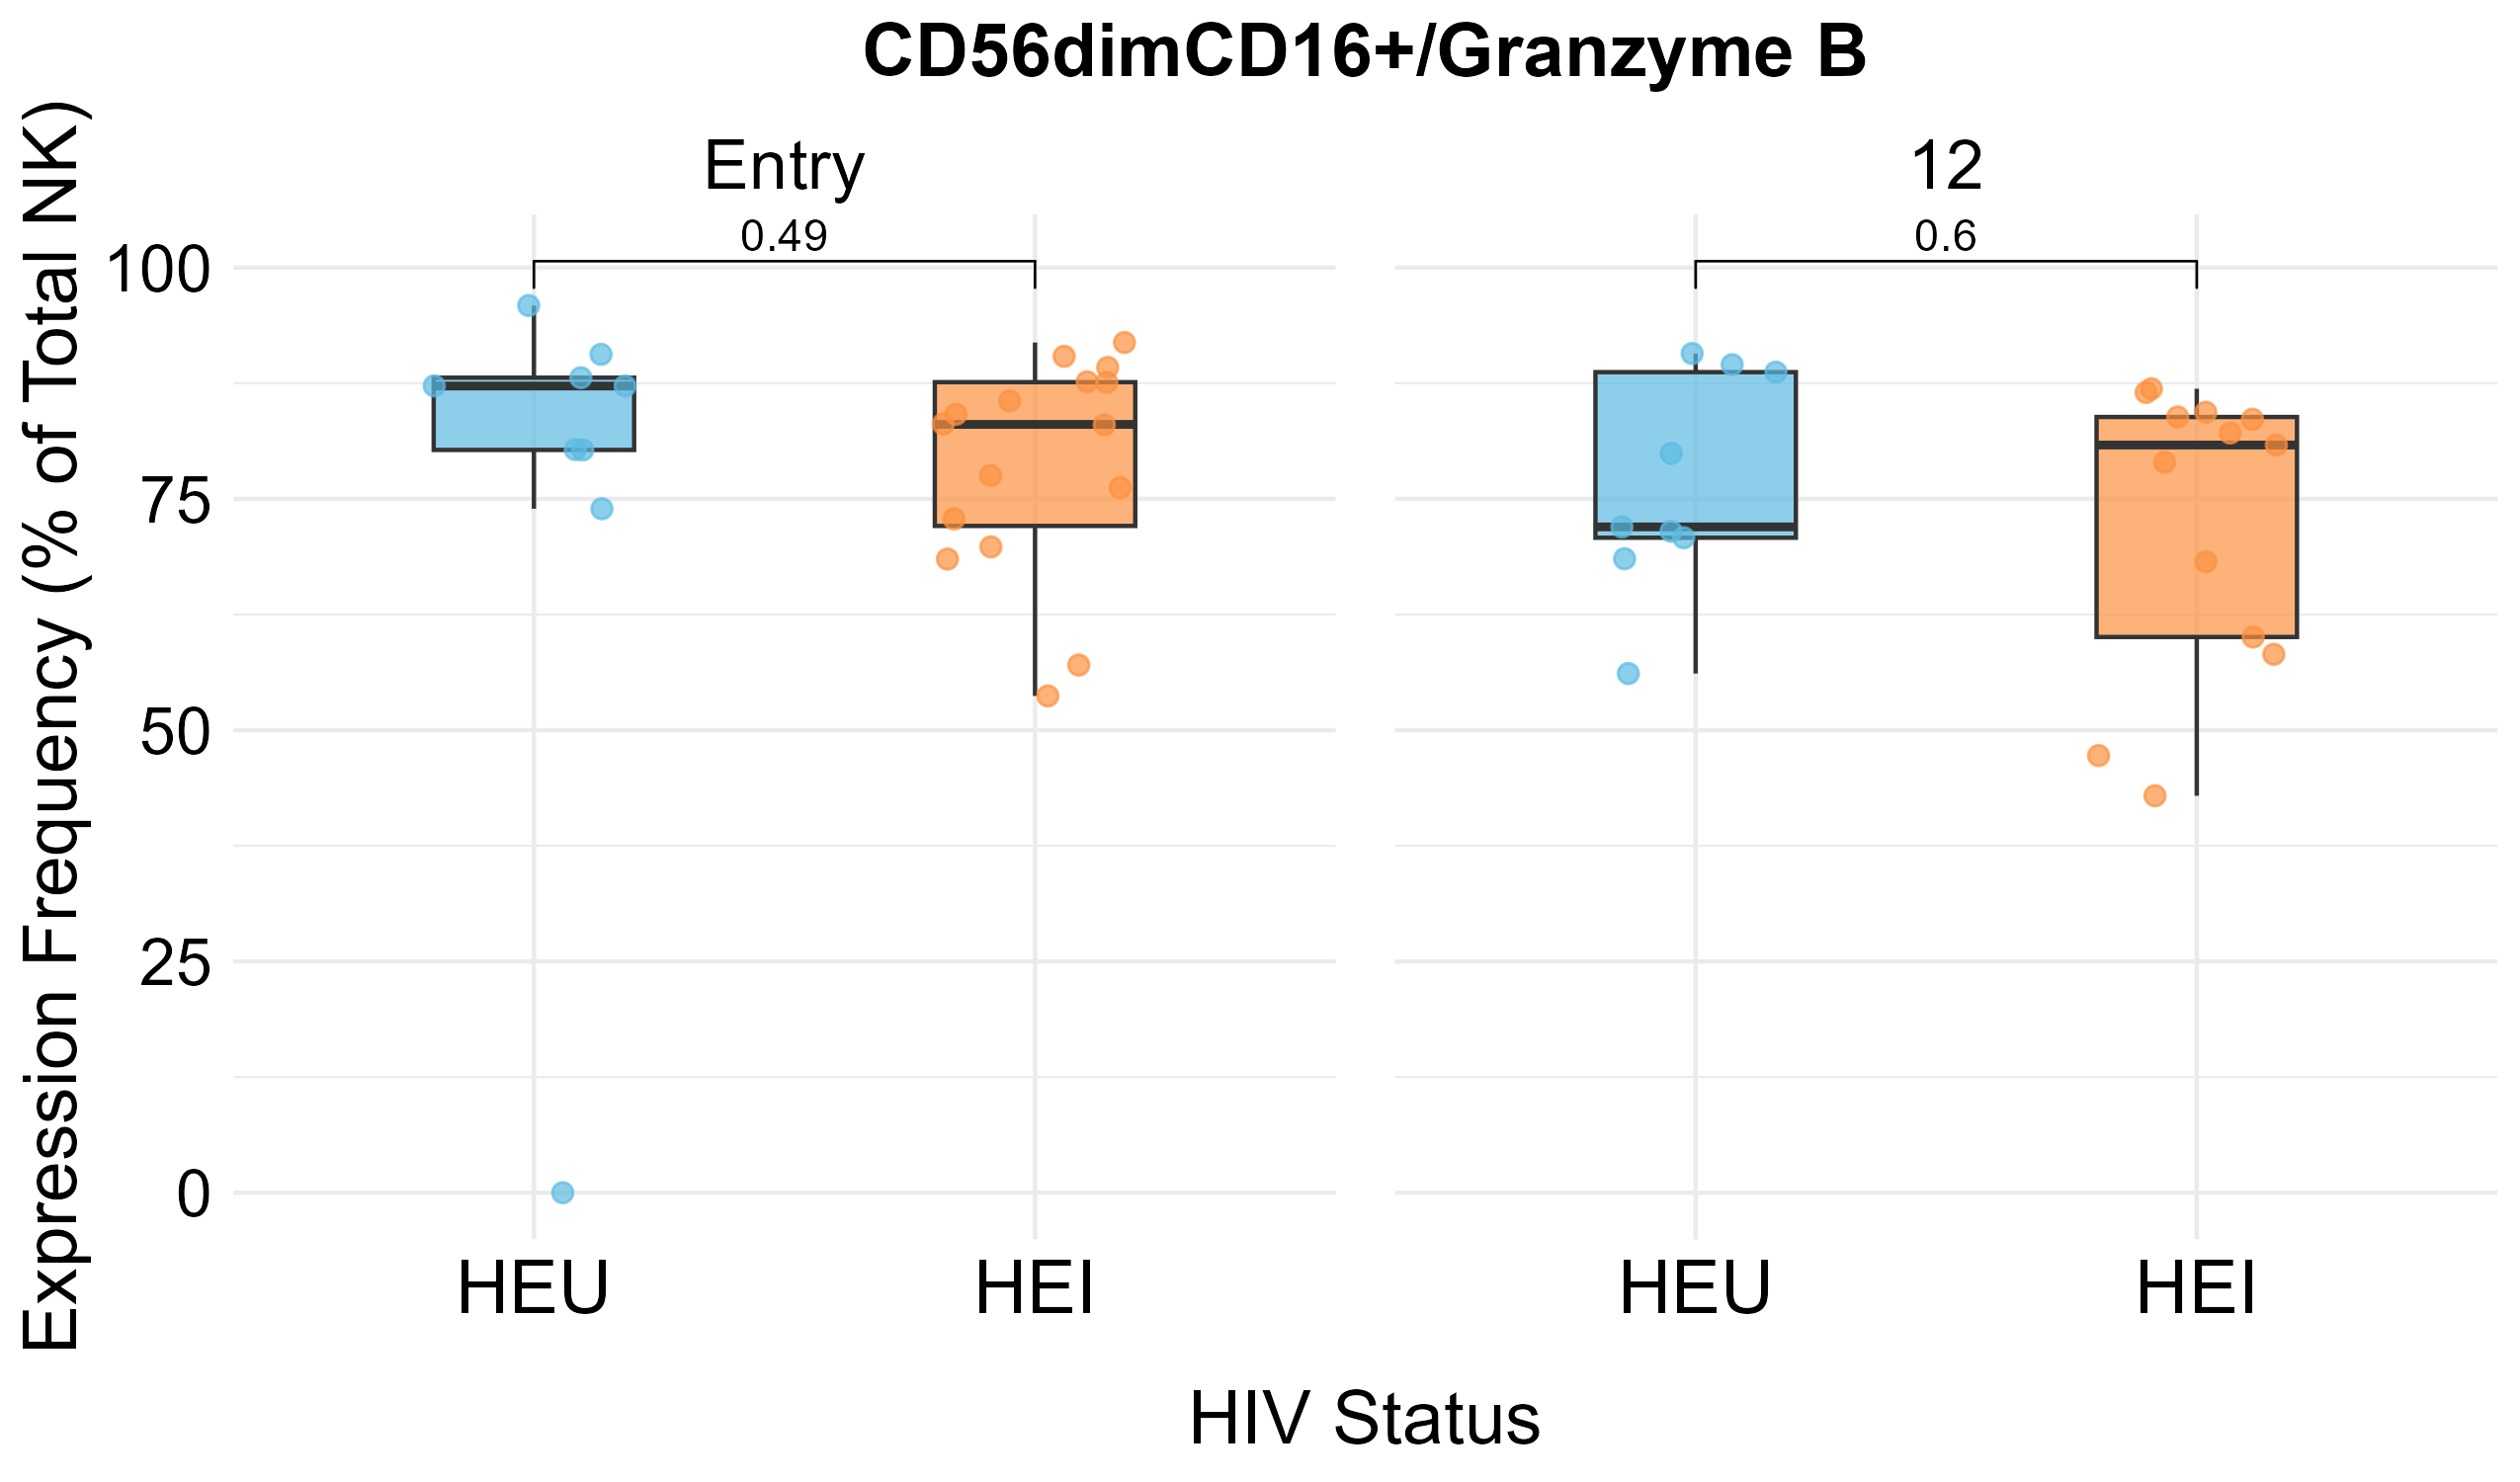 CD56dimCD16+/Granzyme B
Entry
12
0.49
0.6
Expression Frequency (% of Total NK)
100
75
50
25
0
HEU
HEI
HEU
HEI
HIV Status